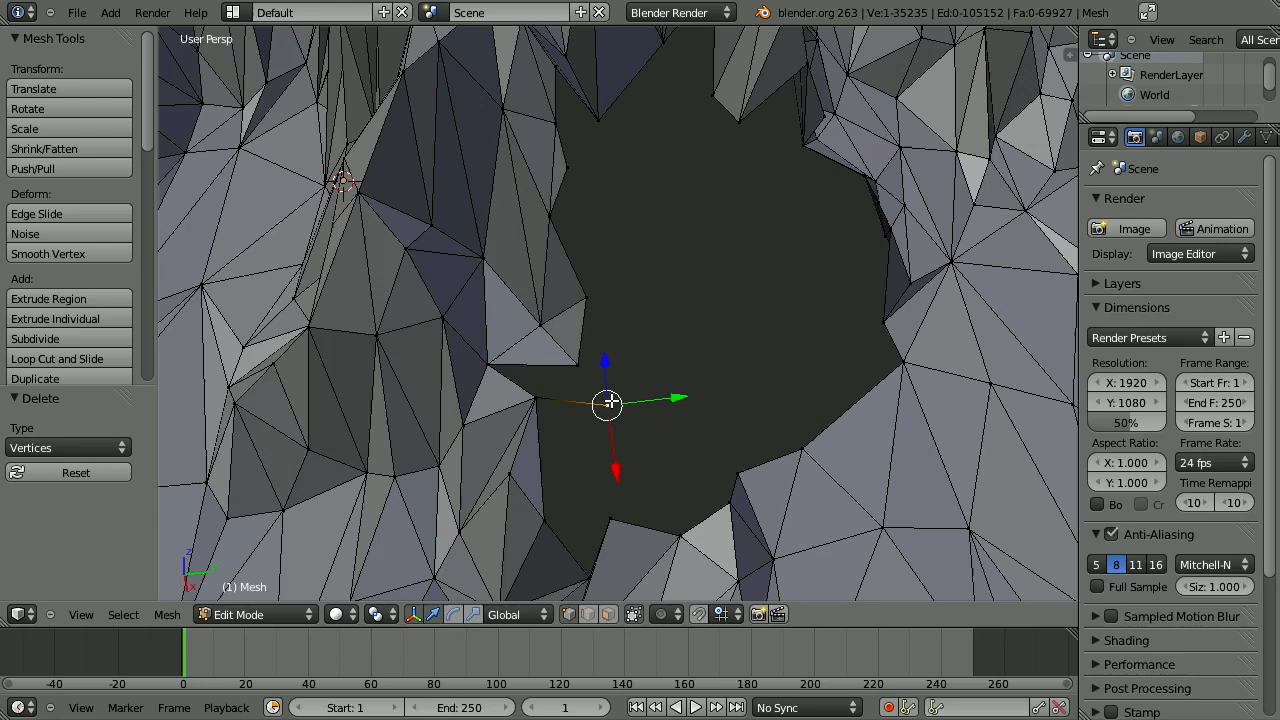 File Add Render Help Default Scene Blender Render blender.org 263 | Ve:1-35235 | Ed:0-105152 | Fa:0-69927 | Mesh
Mesh Tools
Transform:
Translate
Rotate
Scale
Shrink/Fatten
Push/Pull
Deform:
Edge Slide
Noise
Smooth Vertex
Add:
Extrude Region
Extrude Individual
Subdivide
Loop Cut and Slide
Duplicate
Delete
Type
Vertices
Reset
User Persp
(1) Mesh
z
x
View Select Mesh Edit Mode Global
View Search All Sce
Scene
RenderLayer
World
Scene
Render
Image Animation
Display: Image Editor
Layers
Dimensions
Render Presets
Resolution: Frame Range:
X: 1920 Start Fr: 1
Y: 1080 End F: 250
50% Frame S: 1
Aspect Ratio: Frame Rate:
X: 1.000 24 fps
Y: 1.000 Time Remappi
Bo Cr 10 10
Anti-Aliasing
5 8 11 16 Mitchell-N
Full Sample Siz: 1.000
Sampled Motion Blur
Shading
Performance
Post Processing
Stamp
-40 -20 0 20 40 60 80 100 120 140 160 180 200 220 240 260
View Marker Frame Playback Start: 1 End: 250 1 No Sync